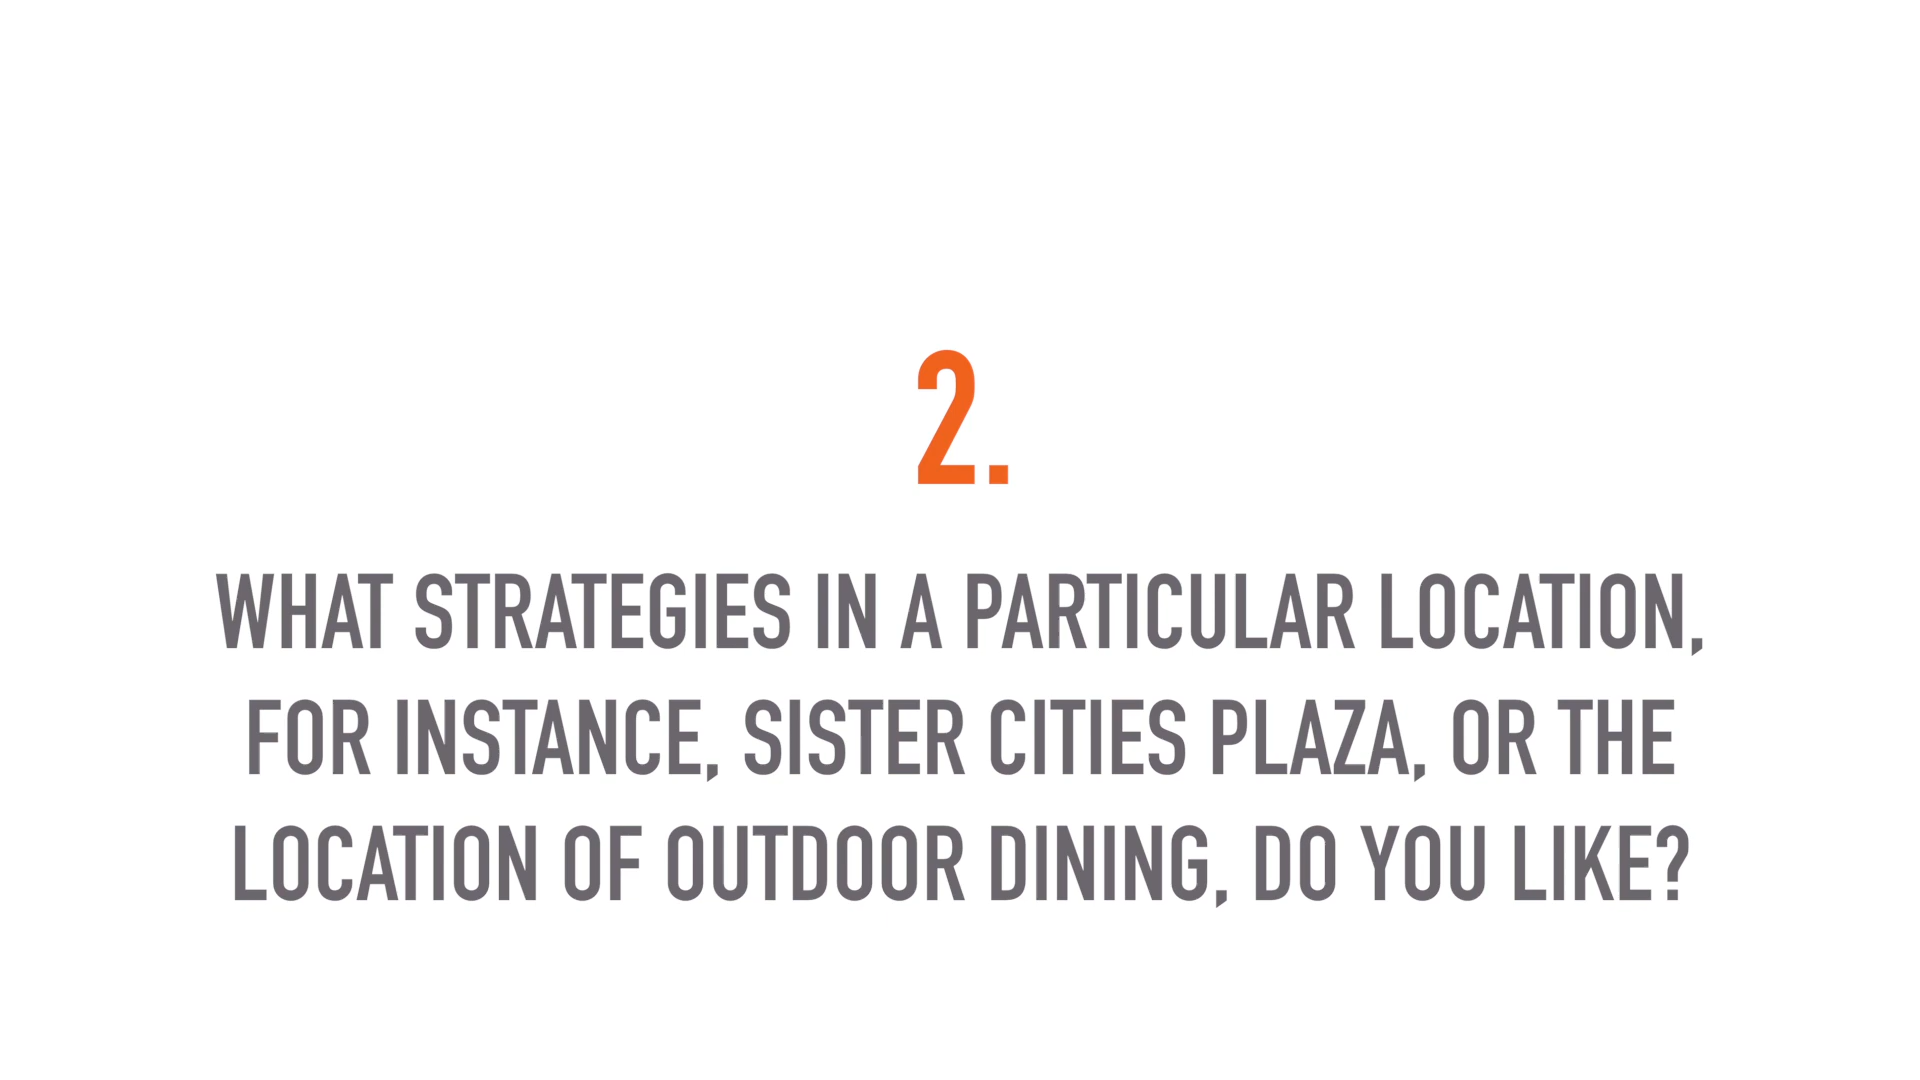 2.
WHAT STRATEGIES IN A PARTICULAR LOCATION,
FOR INSTANCE, SISTER CITIES PLAZA, OR THE
LOCATION OF OUTDOOR DINING, DO YOU LIKE?